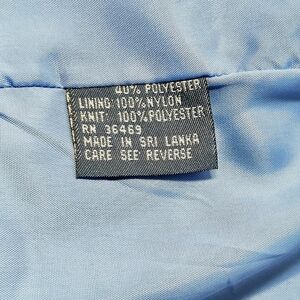 40% POLYESTER
LINING: 100% NYLON
KNIT: 100% POLYESTER
RN 36469
MADE IN SRI LANKA
CARE SEE REVERSE